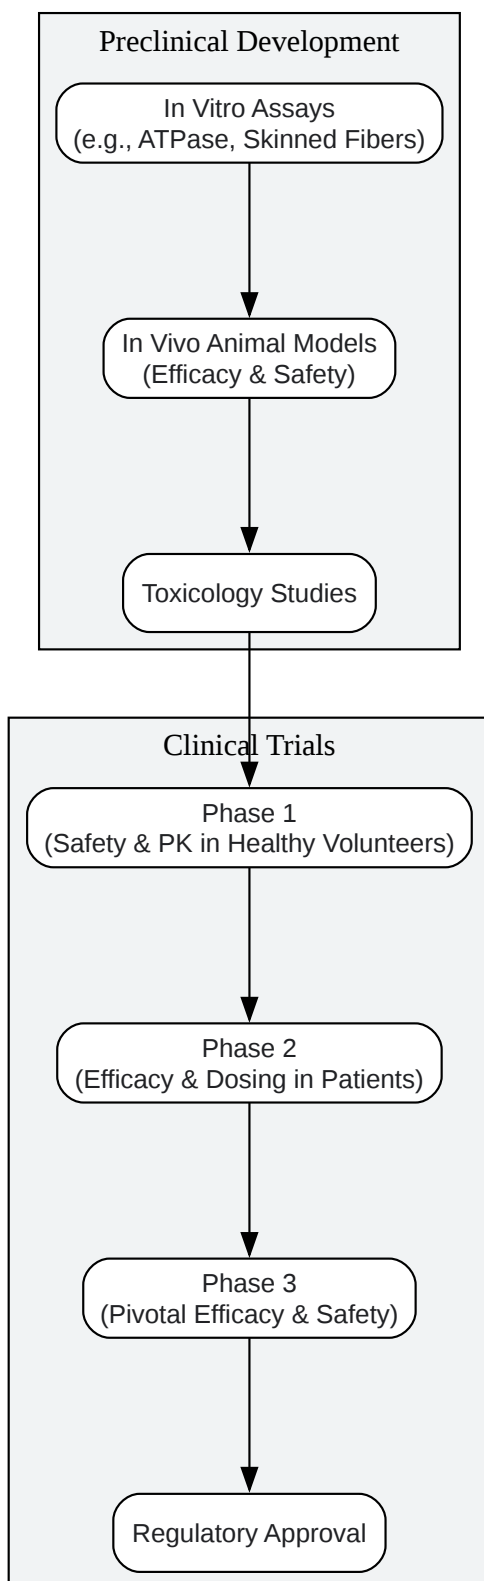 Preclinical Development
In Vitro Assays
(e.g., ATPase, Skinned Fibers)
In Vivo Animal Models
(Efficacy & Safety)
Toxicology Studies
Clinical Trials
Phase 1
(Safety & PK in Healthy Volunteers)
Phase 2
(Efficacy & Dosing in Patients)
Phase 3
(Pivotal Efficacy & Safety)
Regulatory Approval